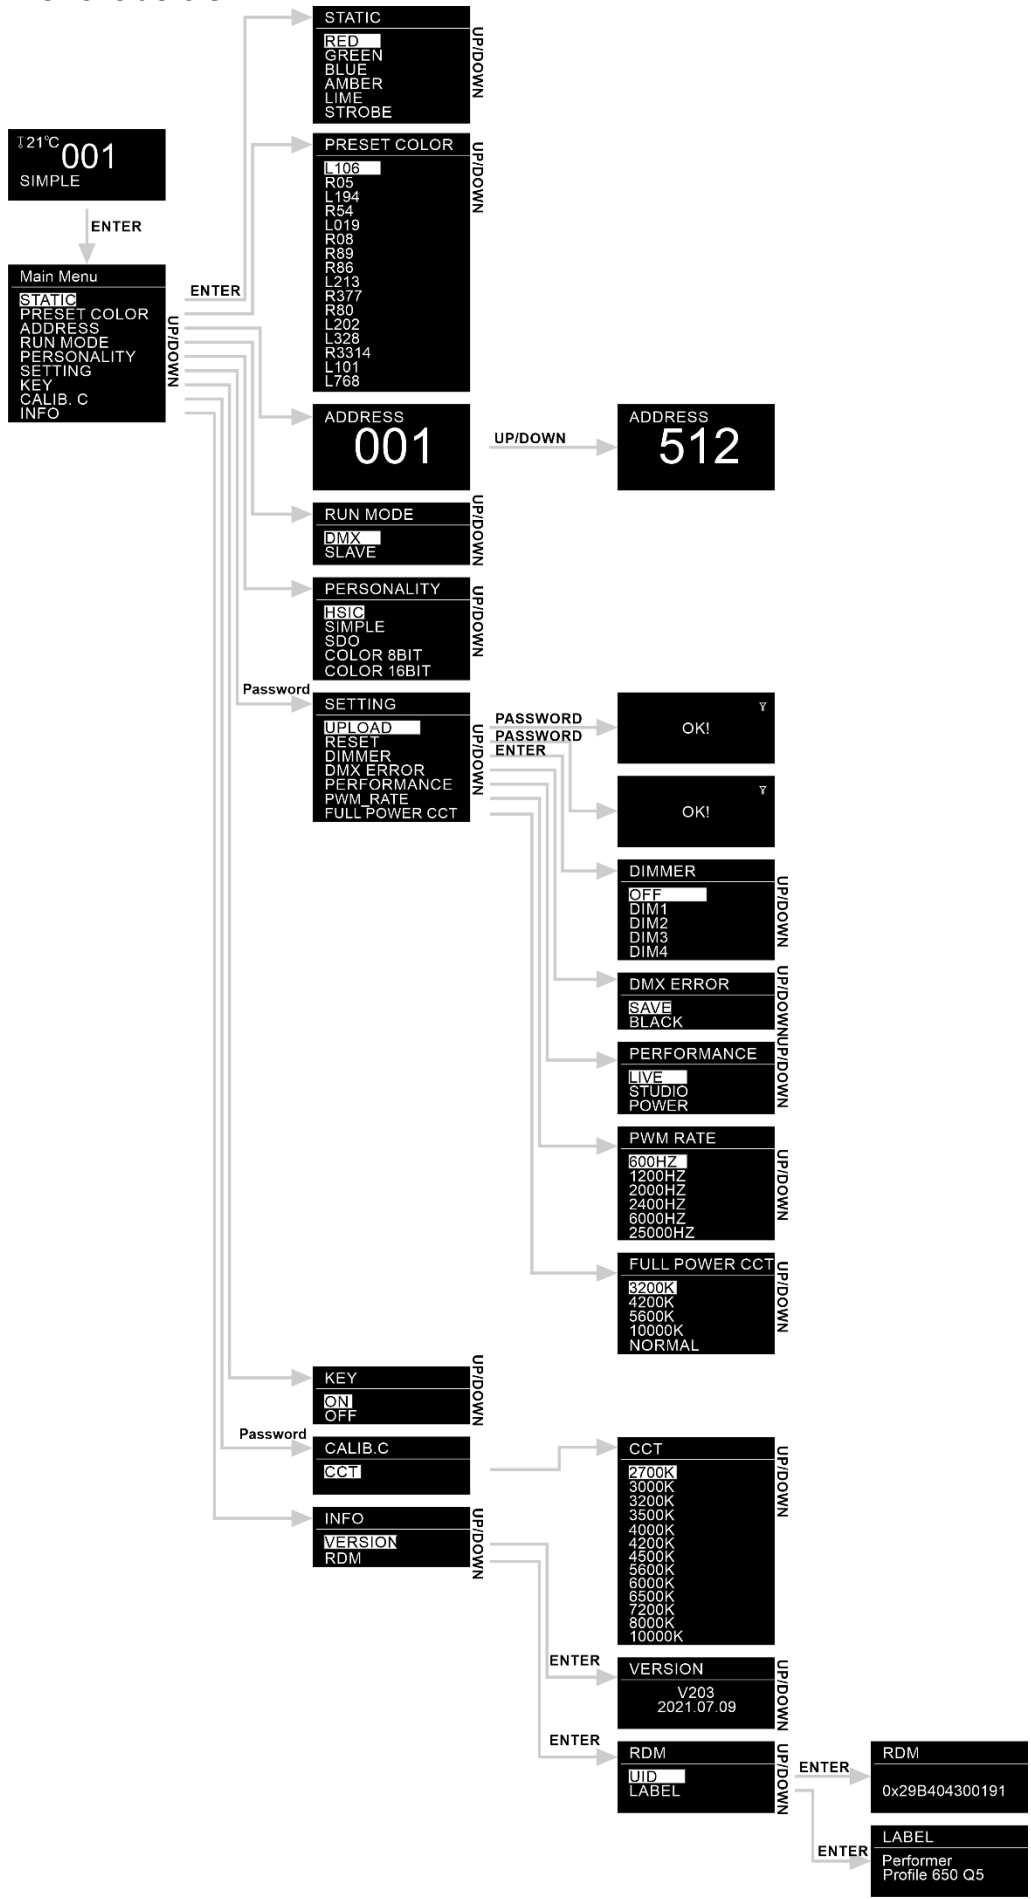 STATIC
RED
GREEN
BLUE
AMBER
LIME
STROBE
UP/DOWN
21°C
001
SIMPLE
ENTER
Main Menu
STATIC
PRESET COLOR
ADDRESS
RUN MODE
PERSONALITY
SETTING
KEY
CALIB. C
INFO
UP/DOWN
ENTER
PRESET COLOR
L106
R05
L194
R54
L019
R08
R89
R86
L213
R377
R80
L202
L328
R3314
L101
L768
UP/DOWN
ADDRESS
001
UP/DOWN
ADDRESS
512
RUN MODE
DMX
SLAVE
UP/DOWN
PERSONALITY
HSIC
SIMPLE
SDO
COLOR 8BIT
COLOR 16BIT
UP/DOWN
Password
SETTING
UPLOAD
RESET
DIMMER
DMX ERROR
PERFORMANCE
PWM_RATE
FULL POWER CCT
UP/DOWN
PASSWORD
PASSWORD
ENTER
OK!
OK!
DIMMER
OFF
DIM1
DIM2
DIM3
DIM4
UP/DOWN
DMX ERROR
SAVE
BLACK
UP/DOWN
PERFORMANCE
LIVE
STUDIO
POWER
UP/DOWN
PWM RATE
600HZ
1200HZ
2000HZ
2400HZ
6000HZ
25000HZ
UP/DOWN
FULL POWER CCT
3200K
4200K
5600K
10000K
NORMAL
UP/DOWN
KEY
ON
OFF
UP/DOWN
Password
CALIB.C
CCT
CCT
2700K
3000K
3200K
3500K
4000K
4200K
4500K
5600K
6000K
6500K
7200K
8000K
10000K
UP/DOWN
INFO
VERSION
RDM
UP/DOWN
ENTER
VERSION
V203
2021.07.09
UP/DOWN
ENTER
RDM
UID
LABEL
UP/DOWN
ENTER
RDM
0x29B404300191
ENTER
LABEL
Performer
Profile 650 Q5